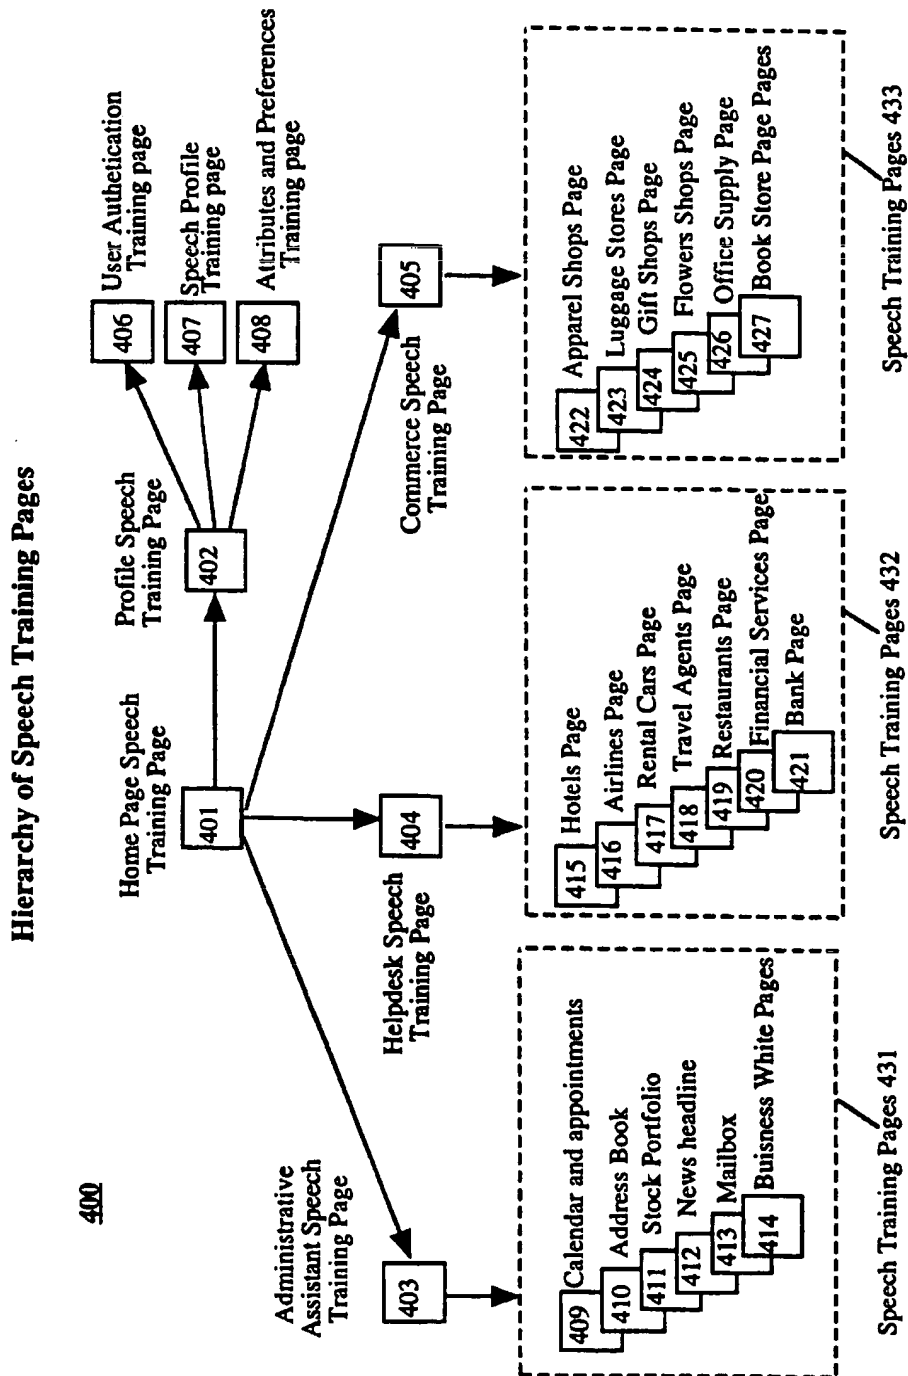 Hierarchy of Speech Training Pages
400
Home Page Speech
Training Page
401
Profile Speech
Training Page
402
406
User Authetication
Training page
407
Speech Profile
Training page
408
Attributes and Preferences
Training page
Administrative
Assistant Speech
Training Page
403
Helpdesk Speech
Training Page
404
Commerce Speech
Training Page
405
409 Calendar and appointments
410 Address Book
411 Stock Portfolio
412 News headline
413 Mailbox
414 Buisness White Pages
Speech Training Pages 431
415 Hotels Page
416 Airlines Page
417 Rental Cars Page
418 Travel Agents Page
419 Restaurants Page
420 Financial Services Page
421 Bank Page
Speech Training Pages 432
422 Apparel Shops Page
423 Luggage Stores Page
424 Gift Shops Page
425 Flowers Shops Page
426 Office Supply Page
427 Book Store Page Pages
Speech Training Pages 433